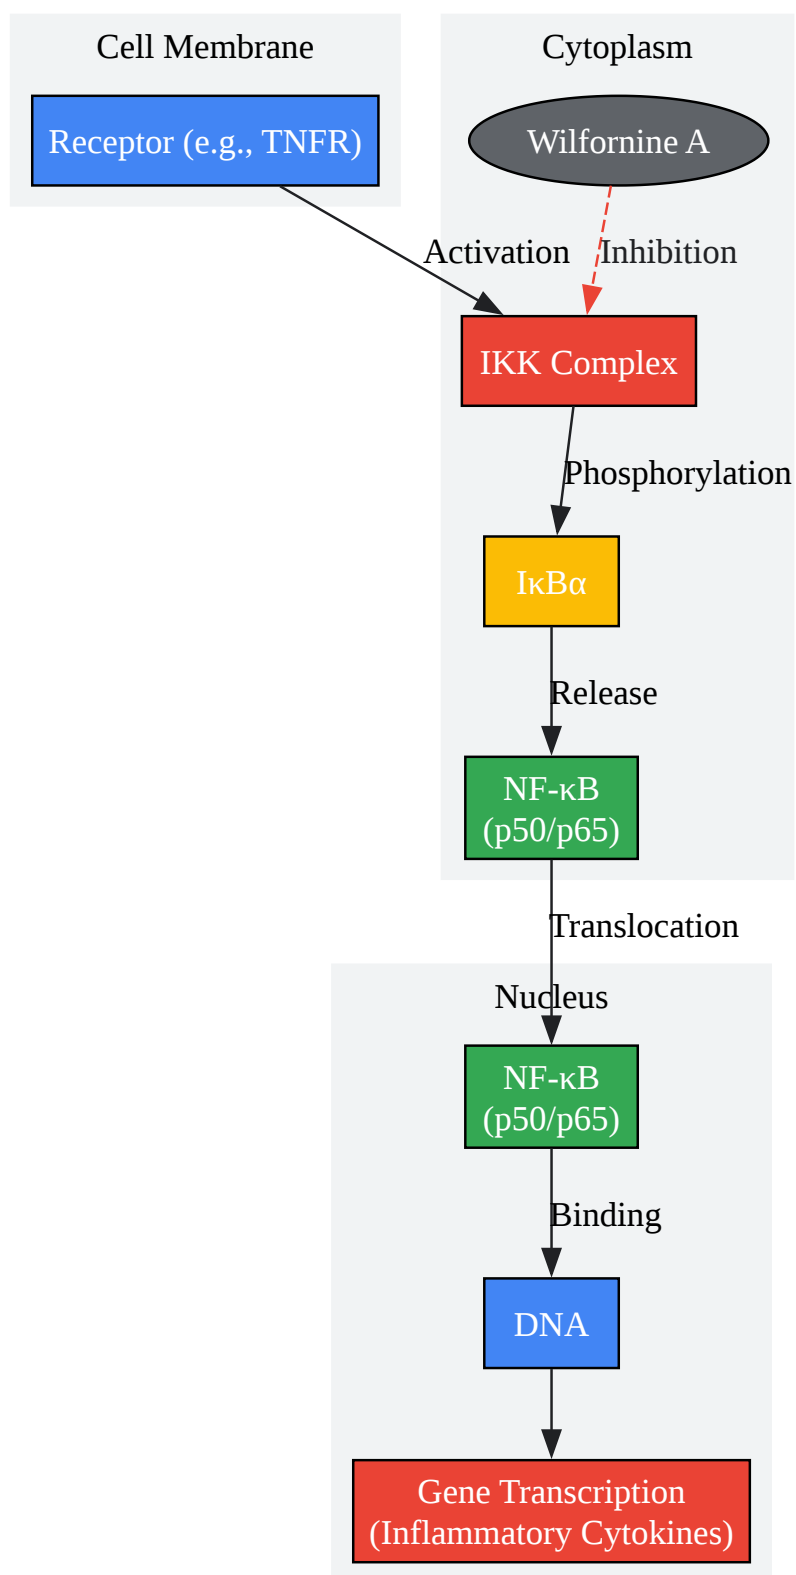 Cell Membrane
Cytoplasm
Receptor (e.g., TNFR)
Wilfornine A
Activation
Inhibition
IKK Complex
Phosphorylation
IκBα
Release
NF-κB
(p50/p65)
Translocation
Nucleus
NF-κB
(p50/p65)
Binding
DNA
Gene Transcription
(Inflammatory Cytokines)